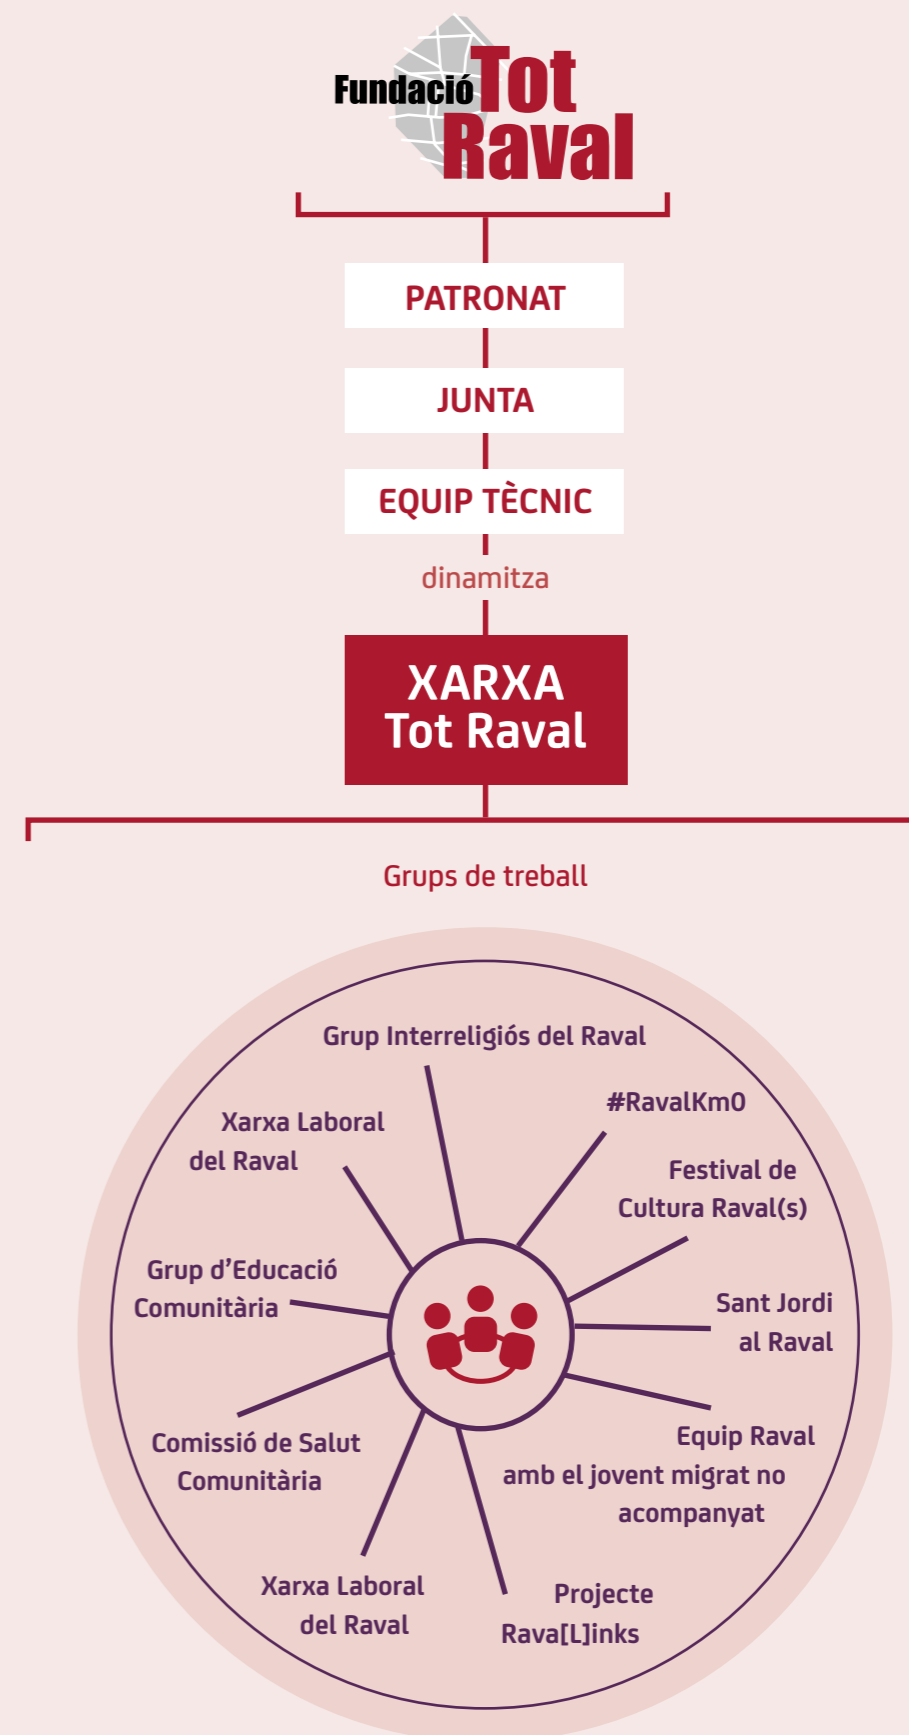 Fundació Tot
Raval
PATRONAT
JUNTA
EQUIP TÈCNIC
dinamitza
XARXA
Tot Raval
Grups de treball
Grup Interreligiós del Raval
#RavalKm0
Xarxa Laboral
del Raval
Festival de
Cultura Raval(s)
Grup d’Educació
Comunitària
Sant Jordi
al Raval
Comissió de Salut
Comunitària
Equip Raval
amb el jovent migrat no
acompanyat
Xarxa Laboral
del Raval
Projecte
Rava[L]inks